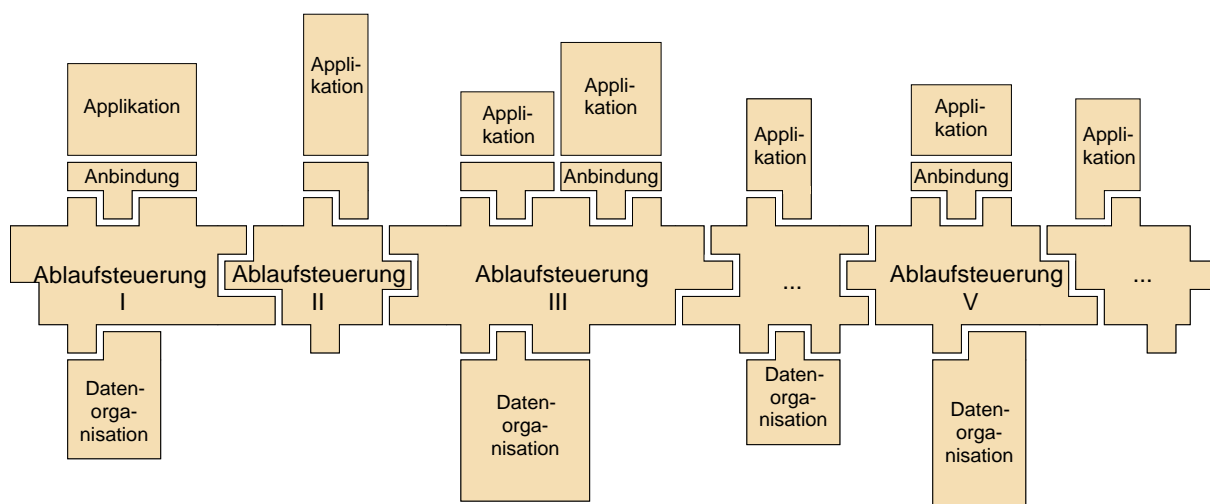 Applikation
Appli-
kation
Appli-
kation
Appli-
kation
Appli-
kation
Appli-
kation
Appli-
kation
Anbindung
Anbindung
Anbindung
Ablaufsteuerung
I
Ablaufsteuerung
II
Ablaufsteuerung
III
...
Ablaufsteuerung
V
...
Daten-
orga-
nisation
Daten-
orga-
nisation
Daten-
orga-
nisation
Daten-
orga-
nisation